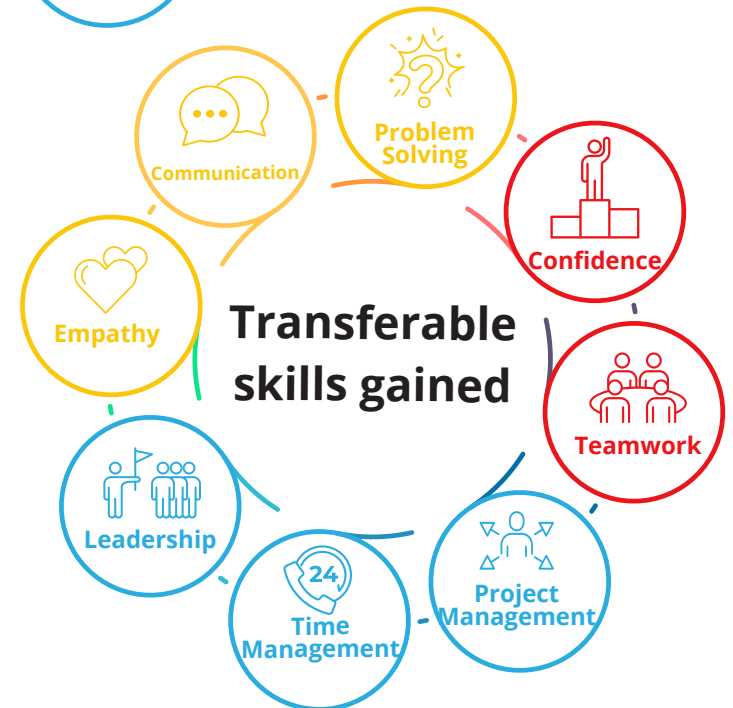 Problem
Solving
Communication
Confidence
Empathy
Transferable
skills gained
Teamwork
Leadership
24
Time
Management
Project
Management